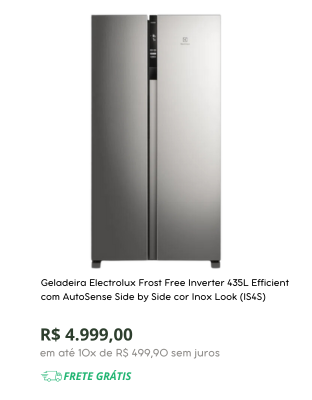 Geladeira Electrolux Frost Free Inverter 435L Efficient
com AutoSense Side by Side cor Inox Look (IS4S)
R$ 4.999,00
em até 10x de R$ 499,90 sem juros
FRETE GRÁTIS